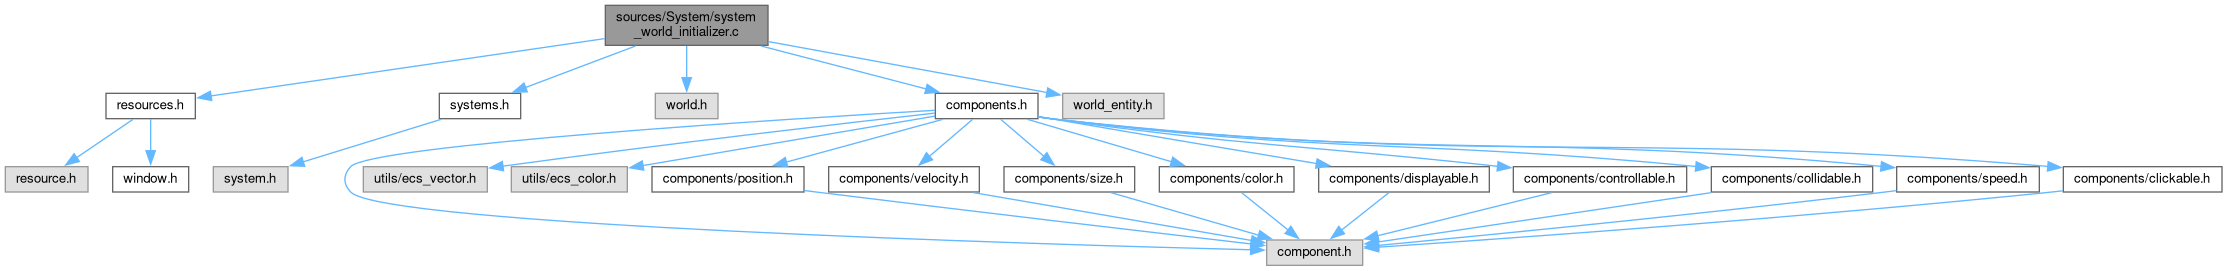 sources/System/system
_world_initializer.c
resources.h
systems.h
world.h
components.h
world_entity.h
resource.h
window.h
system.h
utils/ecs_vector.h
utils/ecs_color.h
components/position.h
components/velocity.h
components/size.h
components/color.h
components/displayable.h
components/controllable.h
components/collidable.h
components/speed.h
components/clickable.h
component.h